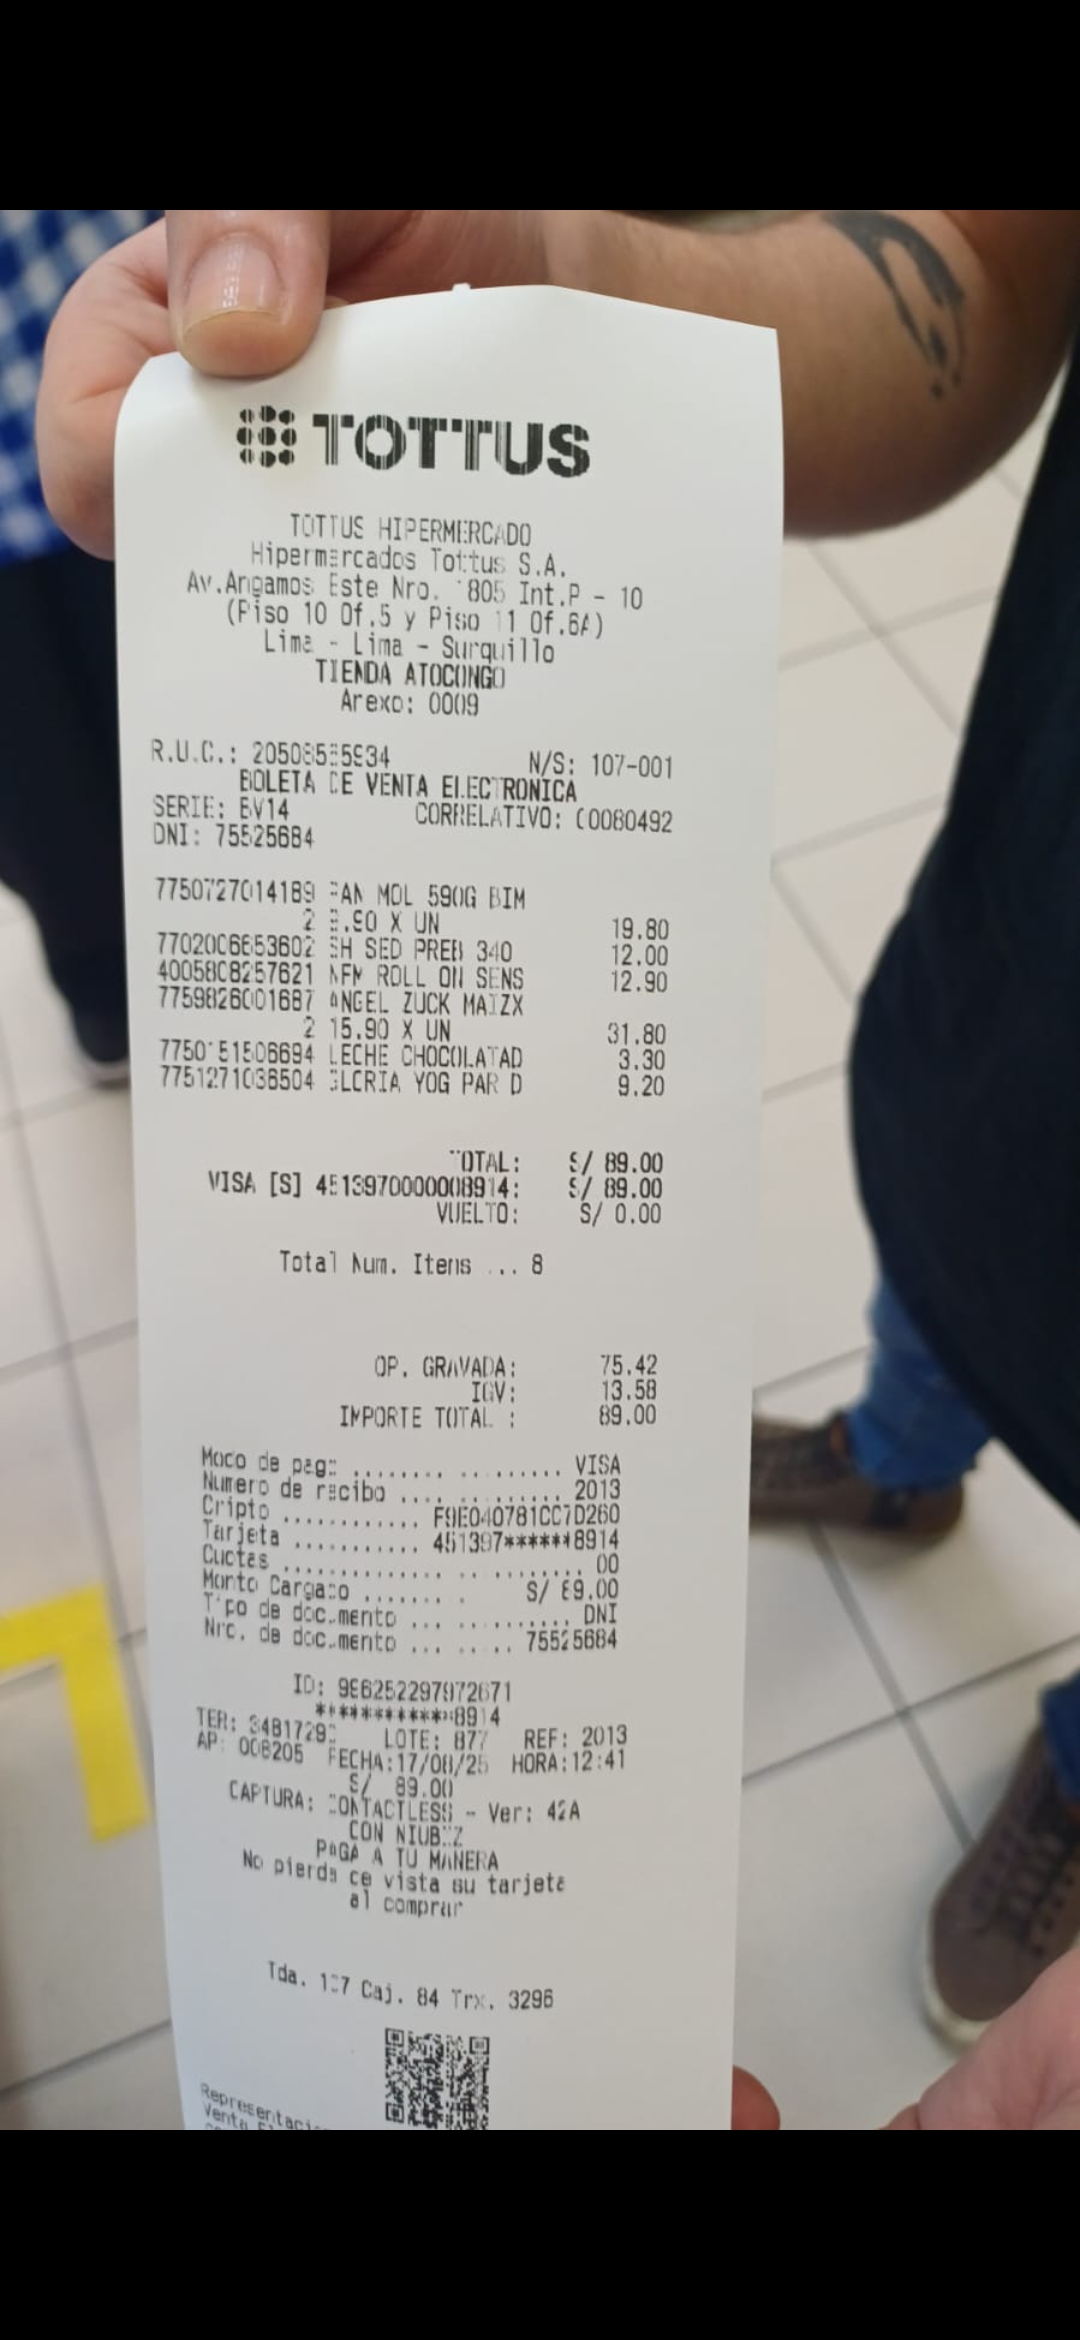 TOTTUS
TOTTUS HIPERMERCADO
Hipermercados Tottus S.A.
Av.Angamos Este Nro. 1805 Int.P - 10
(Piso 10 Of.5 y Piso 11 Of.6A)
Lima - Lima - Surquillo
TIENDA ATOCONGO
Anexo: 0009
R.U.C.: 20508565934 N/S: 107-001
BOLETA DE VENTA ELECTRONICA
SERIE: BV14 CORRELATIVO: 00080492
DNI: 75525684
7750727014189 PAN MOL 590G BIM
2 9.90 X UN 19.80
7702006653602 SH SED PREB 340 12.00
4005808257621 NFM ROLL ON SENS 12.90
7759826001687 ANGEL ZUCK MAIZX
2 15.90 X UN 31.80
7750151506694 LECHE CHOCOLATAD 3.30
7751271038504 GLORIA YOG PAR D 9.20
TOTAL: S/ 89.00
VISA [S] 4513970000008914: S/ 89.00
VUELTO: S/ 0.00
Total Num. Items ... 8
OP. GRAVADA: 75.42
IGV: 13.58
IMPORTE TOTAL : 89.00
Modo de pago ................. VISA
Numero de recibo ............. 2013
Cripto ............ F9E040781CC7D260
Tarjeta ........... 451397******8914
Cuotas ......................... 00
Monto Cargado ......... S/ 89.00
Tipo de documento ............. DNI
Nro. de documento ......... 75525684
ID: 996252297972671
************8914
TER: LOTE: 877 REF: 2013
AP: 008205 FECHA:17/08/25 HORA:12:41
S/ 89.00
CAPTURA: CONTACTLESS - Ver: 42A
CON NIUBIZ
PAGA A TU MANERA
No pierda de vista su tarjeta
al comprar
Tda. 107 Caj. 84 Trx. 3296
Venta